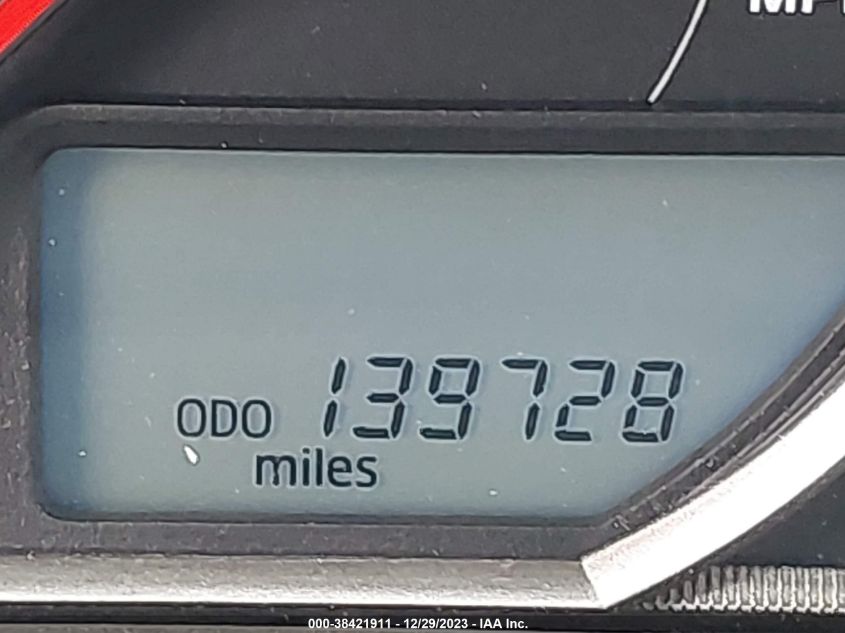 ODO 139728
miles
000-38421911 - 12/29/2023 - IAA Inc.